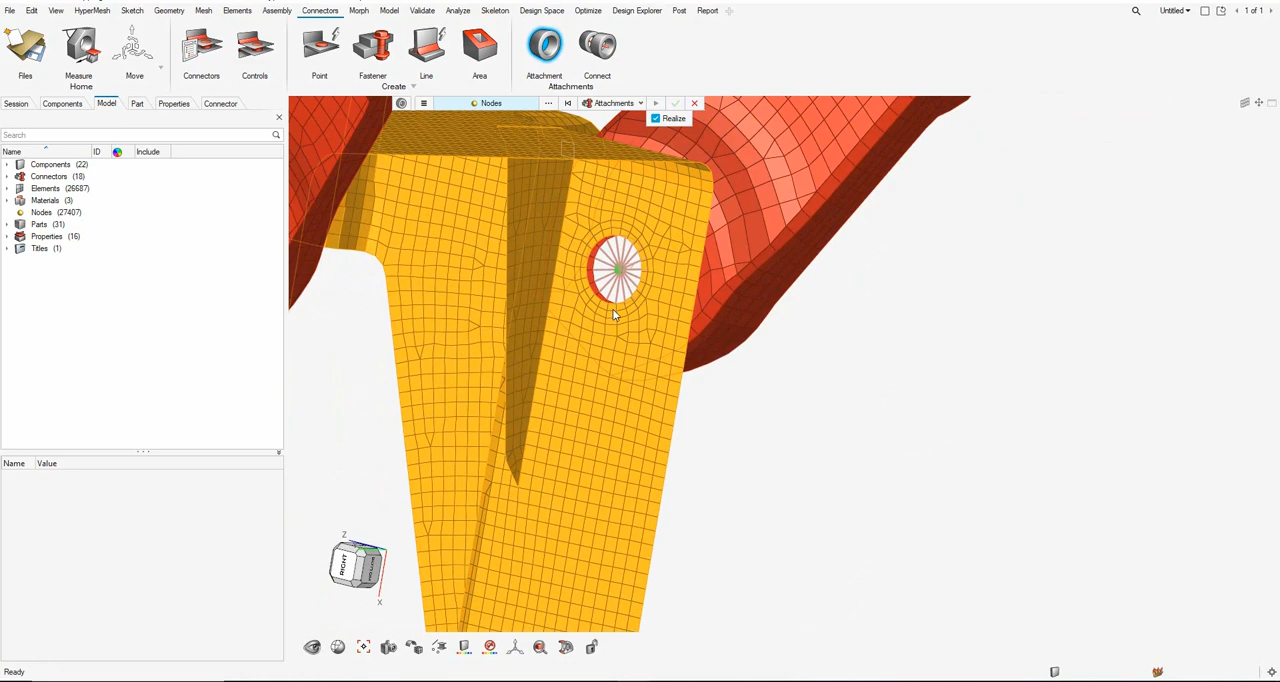 File Edit View HyperMesh Sketch Geometry Mesh Elements Assembly Connectors Morph Model Validate Analyze Skeleton Design Space Optimize Design Explorer Post Report Untitled 1 of 1
Files Measure Move Connectors Controls Point Fastener Line Area Attachment Connect
Home Create Attachments
Session Components Model Part Properties Connector Nodes Attachments
Realize
Search
Name ID Include
Components (22)
Connectors (18)
Elements (26687)
Materials (3)
Nodes (27407)
Parts (31)
Properties (16)
Titles (1)
Name Value
Z
RIGHT
BOTTOM
X
Ready